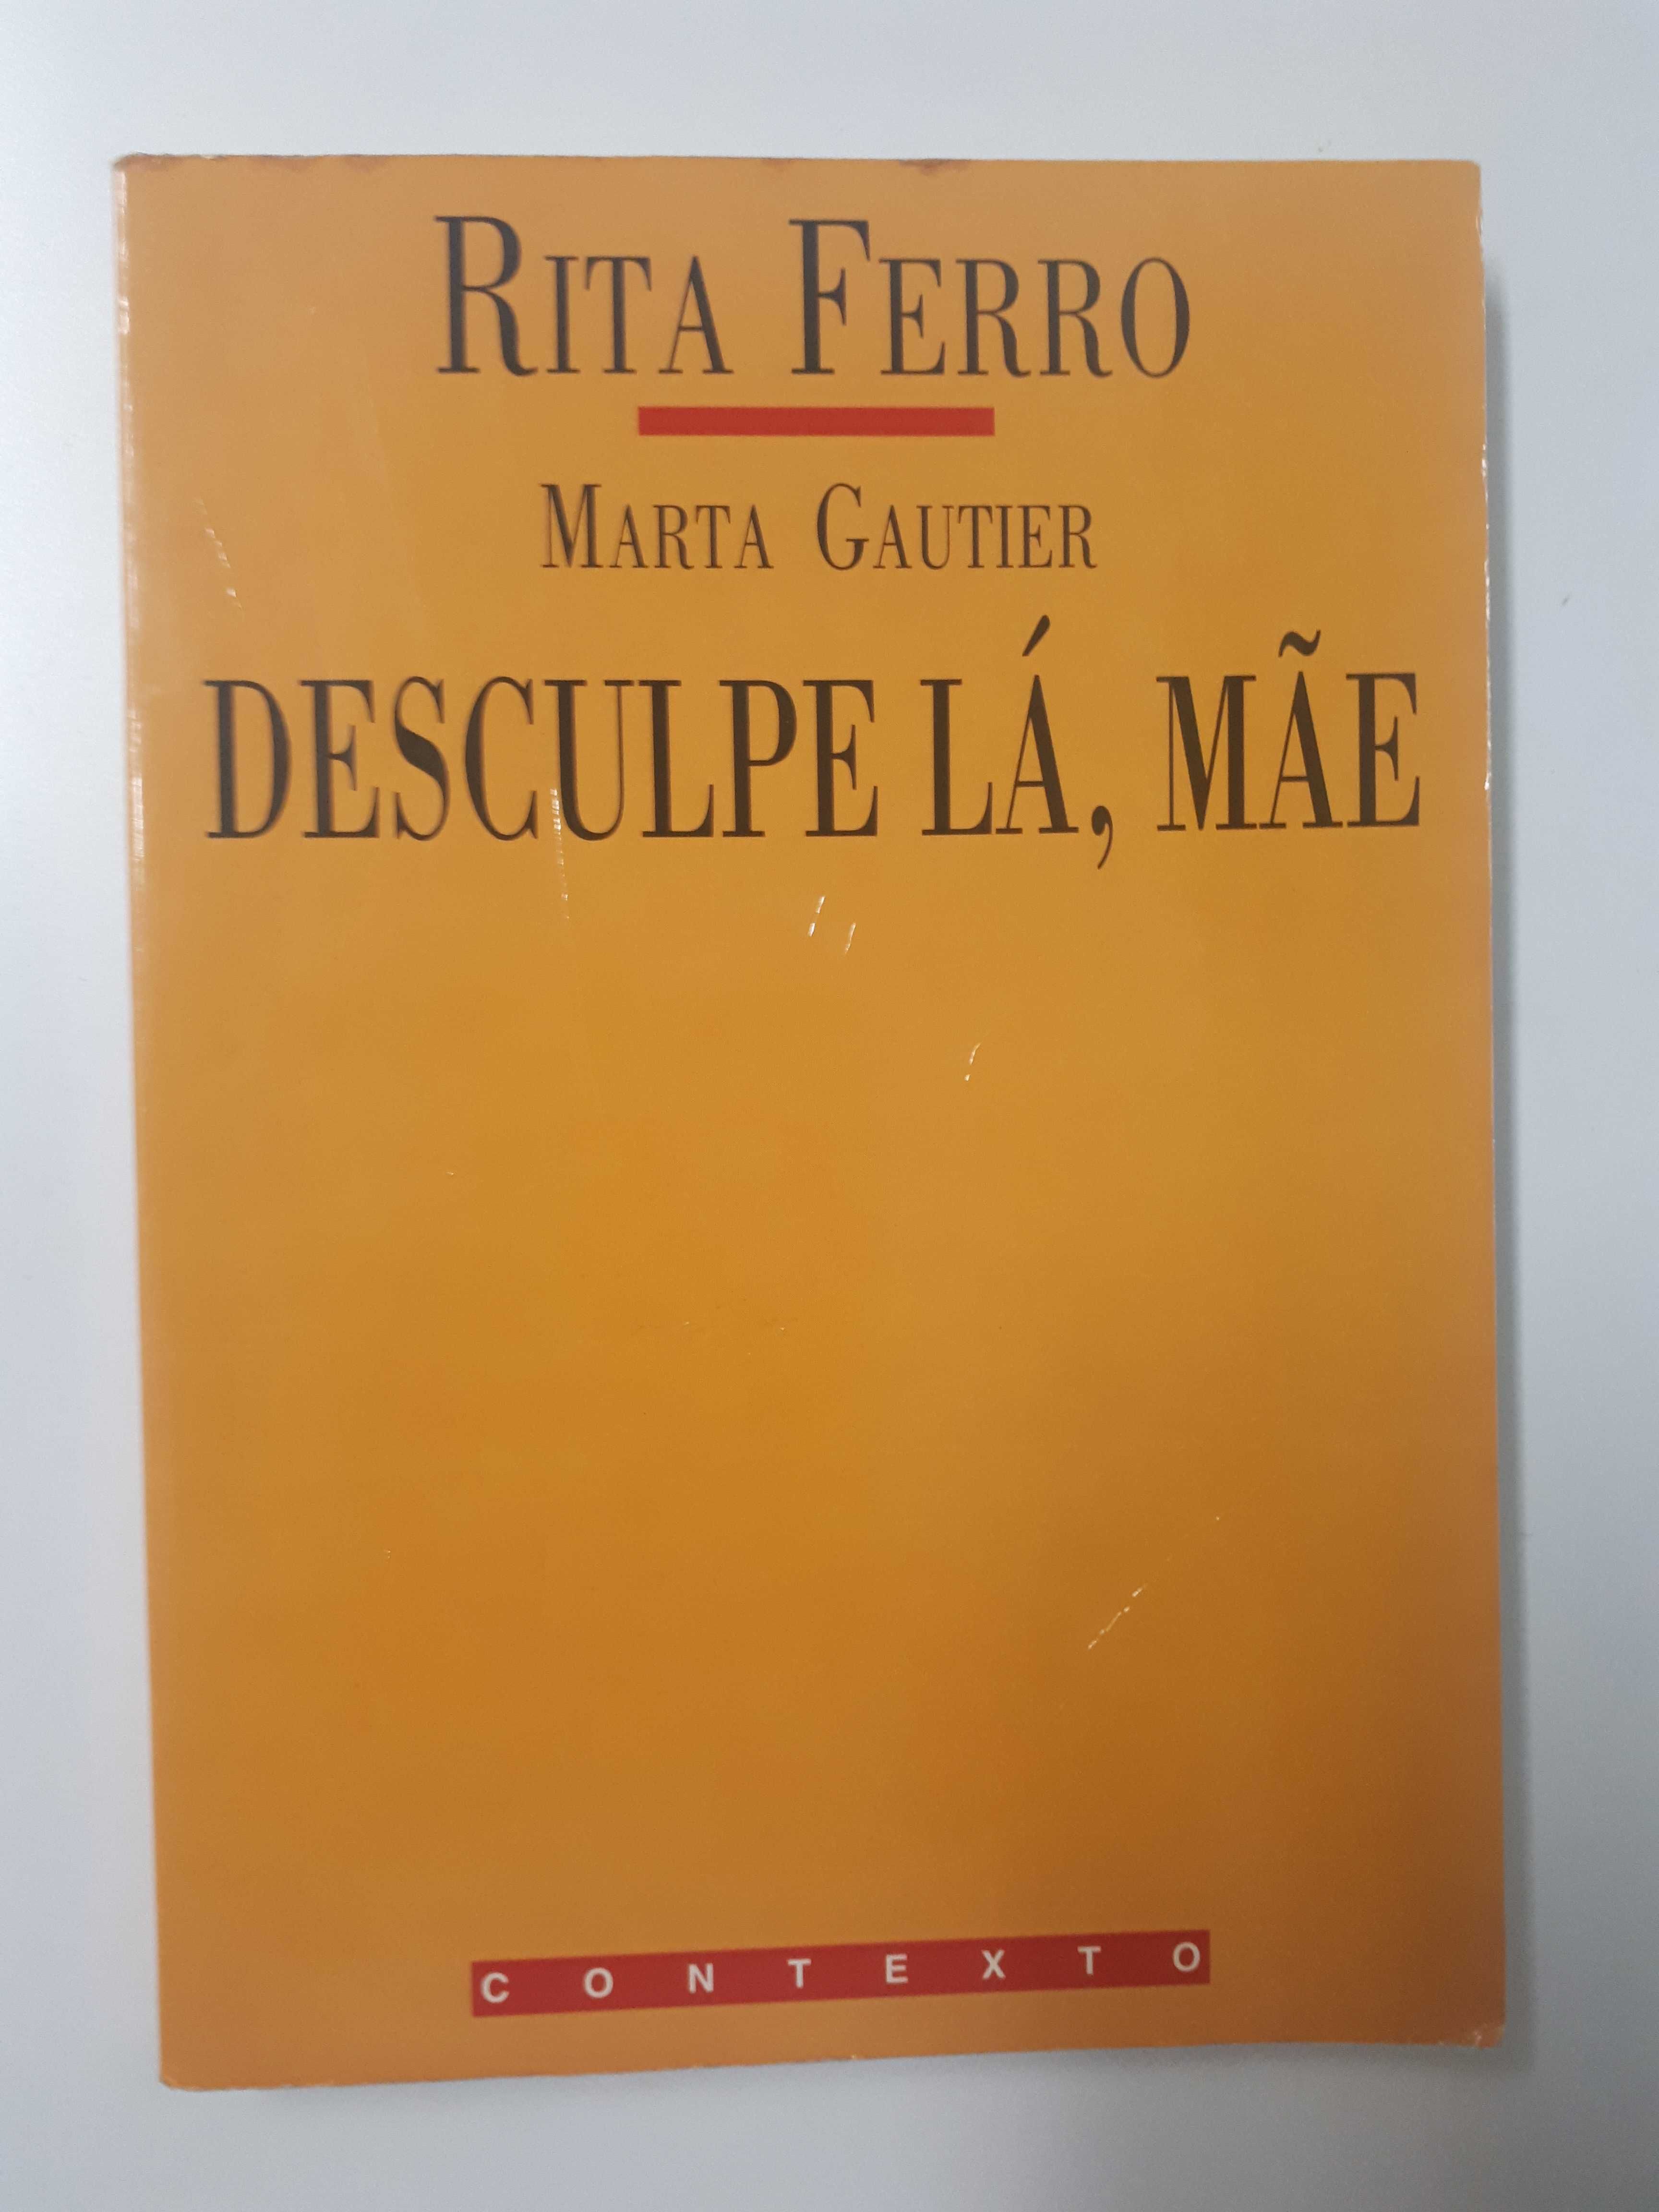 RITA FERRO
MARTA GAUTIER
DESCULPE LÁ, MÃE
CONTEXTO